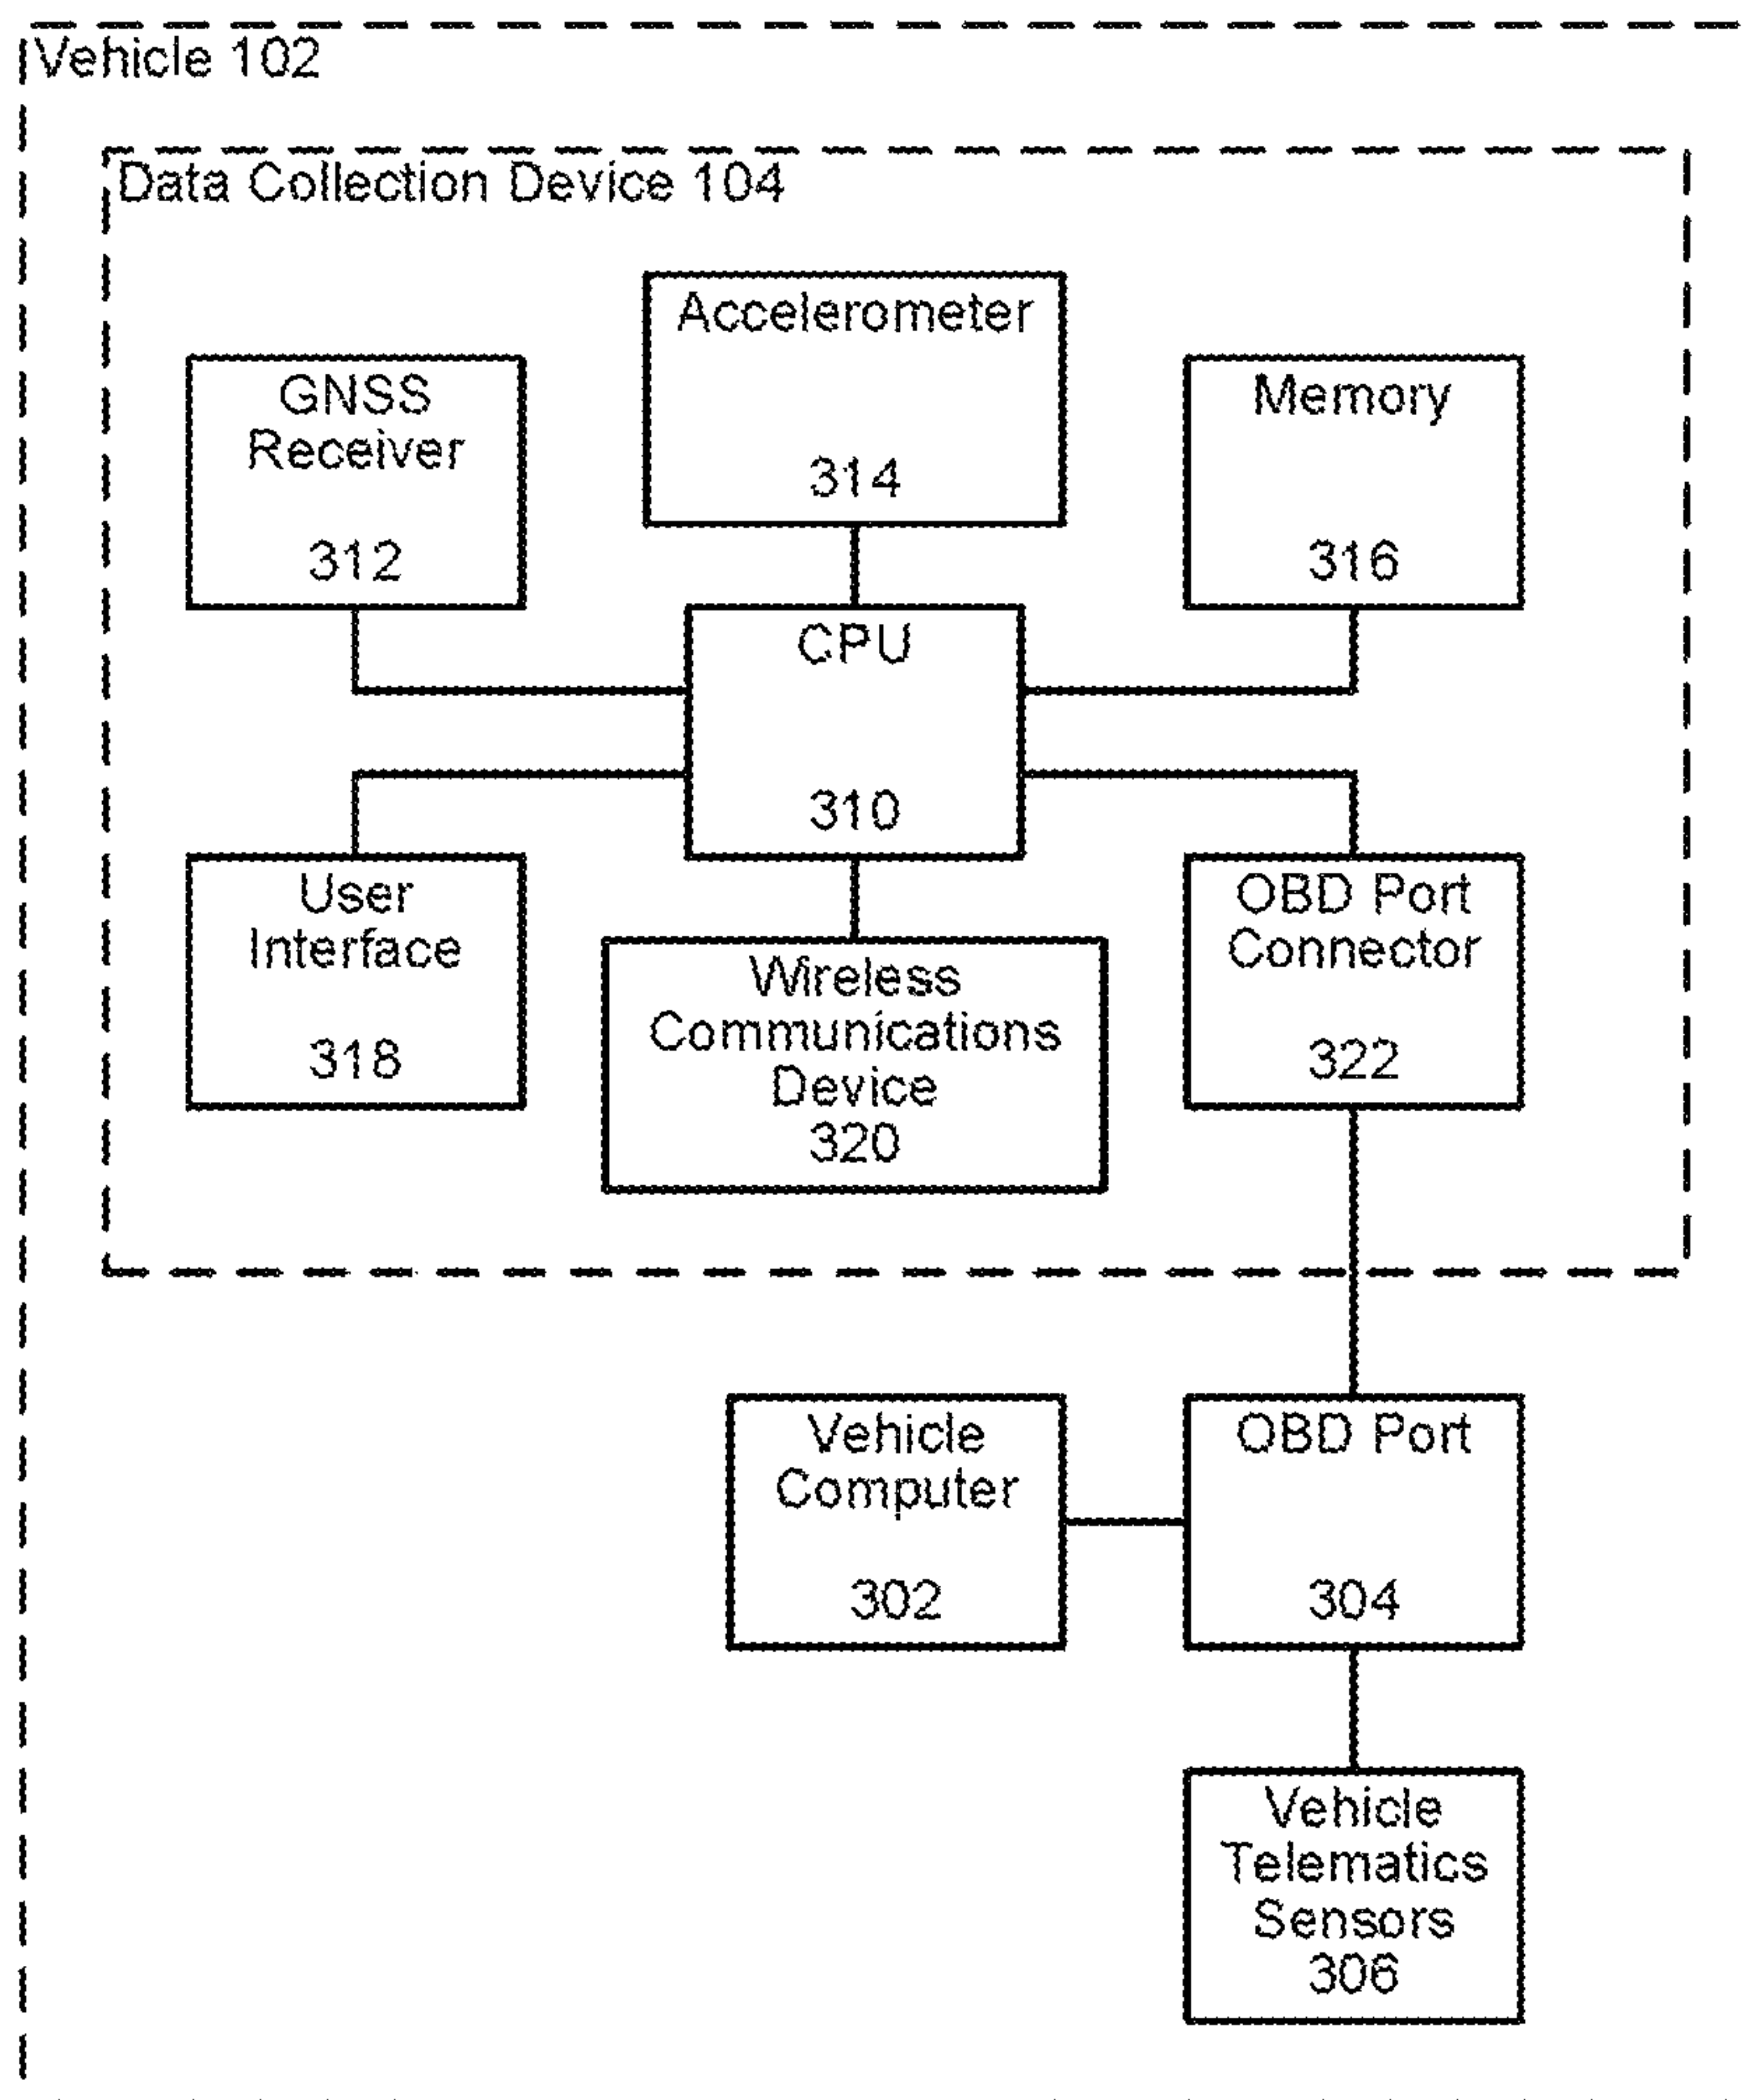 Vehicle 102
Data Collection Device 104
Accelerometer
314
GNSS
Receiver
312
Memory
316
CPU
310
User
Interface
318
Wireless
Communications
Device
320
OBD Port
Connector
322
Vehicle
Computer
302
OBD Port
304
Vehicle
Telematics
Sensors
306